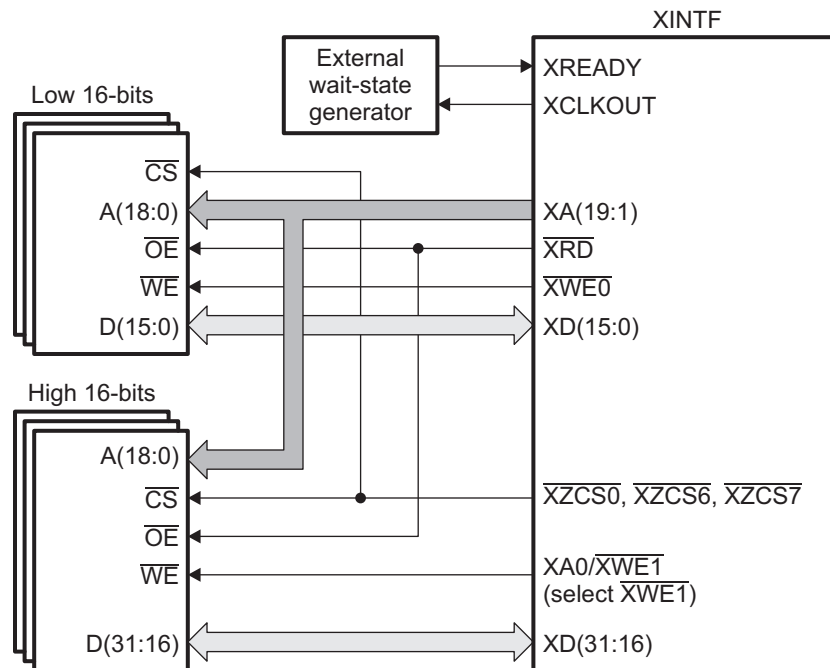 XINTF
External
wait-state
generator
XREADY
XCLKOUT
Low 16-bits
CS
A(18:0)
OE
WE
D(15:0)
XA(19:1)
XRD
XWE0
XD(15:0)
High 16-bits
A(18:0)
CS
OE
WE
D(31:16)
XZCS0, XZCS6, XZCS7
XA0/XWE1
(select XWE1)
XD(31:16)